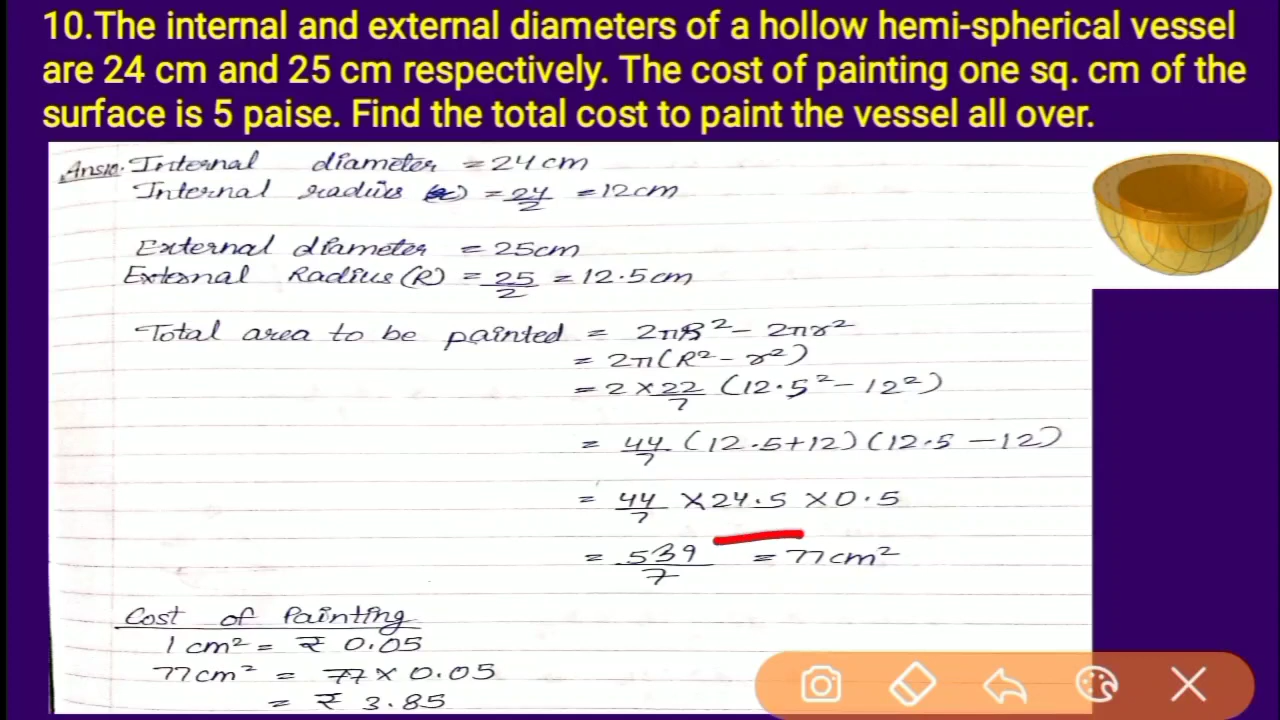 10.The internal and external diameters of a hollow hemi-spherical vessel
are 24 cm and 25 cm respectively. The cost of painting one sq. cm of the
surface is 5 paise. Find the total cost to paint the vessel all over.
Ans10. Internal diameter = 24cm
Internal radius (r) = 24/2 = 12cm
External diameter = 25cm
External Radius(R) = 25/2 = 12.5cm
Total area to be painted = 2πR² - 2πr²
= 2π(R² - r²)
= 2 × 22/7 (12.5² - 12²)
= 44/7 (12.5+12)(12.5 - 12)
= 44/7 × 24.5 × 0.5
= 539/7 = 77cm²
Cost of Painting
1 cm² = ₹ 0.05
77cm² = 77 × 0.05
= ₹ 3.85